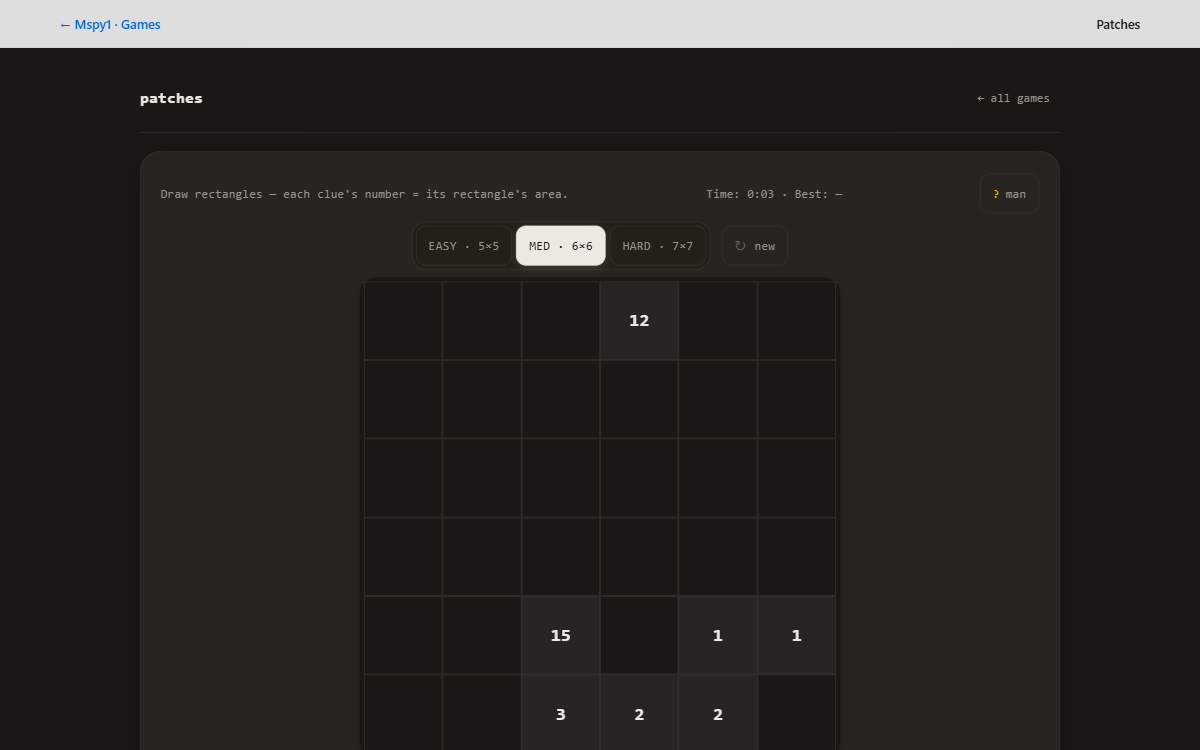 ← Mspy1 · Games
Patches
patches
← all games
Draw rectangles — each clue's number = its rectangle's area.
Time: 0:03 · Best: —
? man
EASY · 5×5
MED · 6×6
HARD · 7×7
↻ new
12
15 1 1
3 2 2